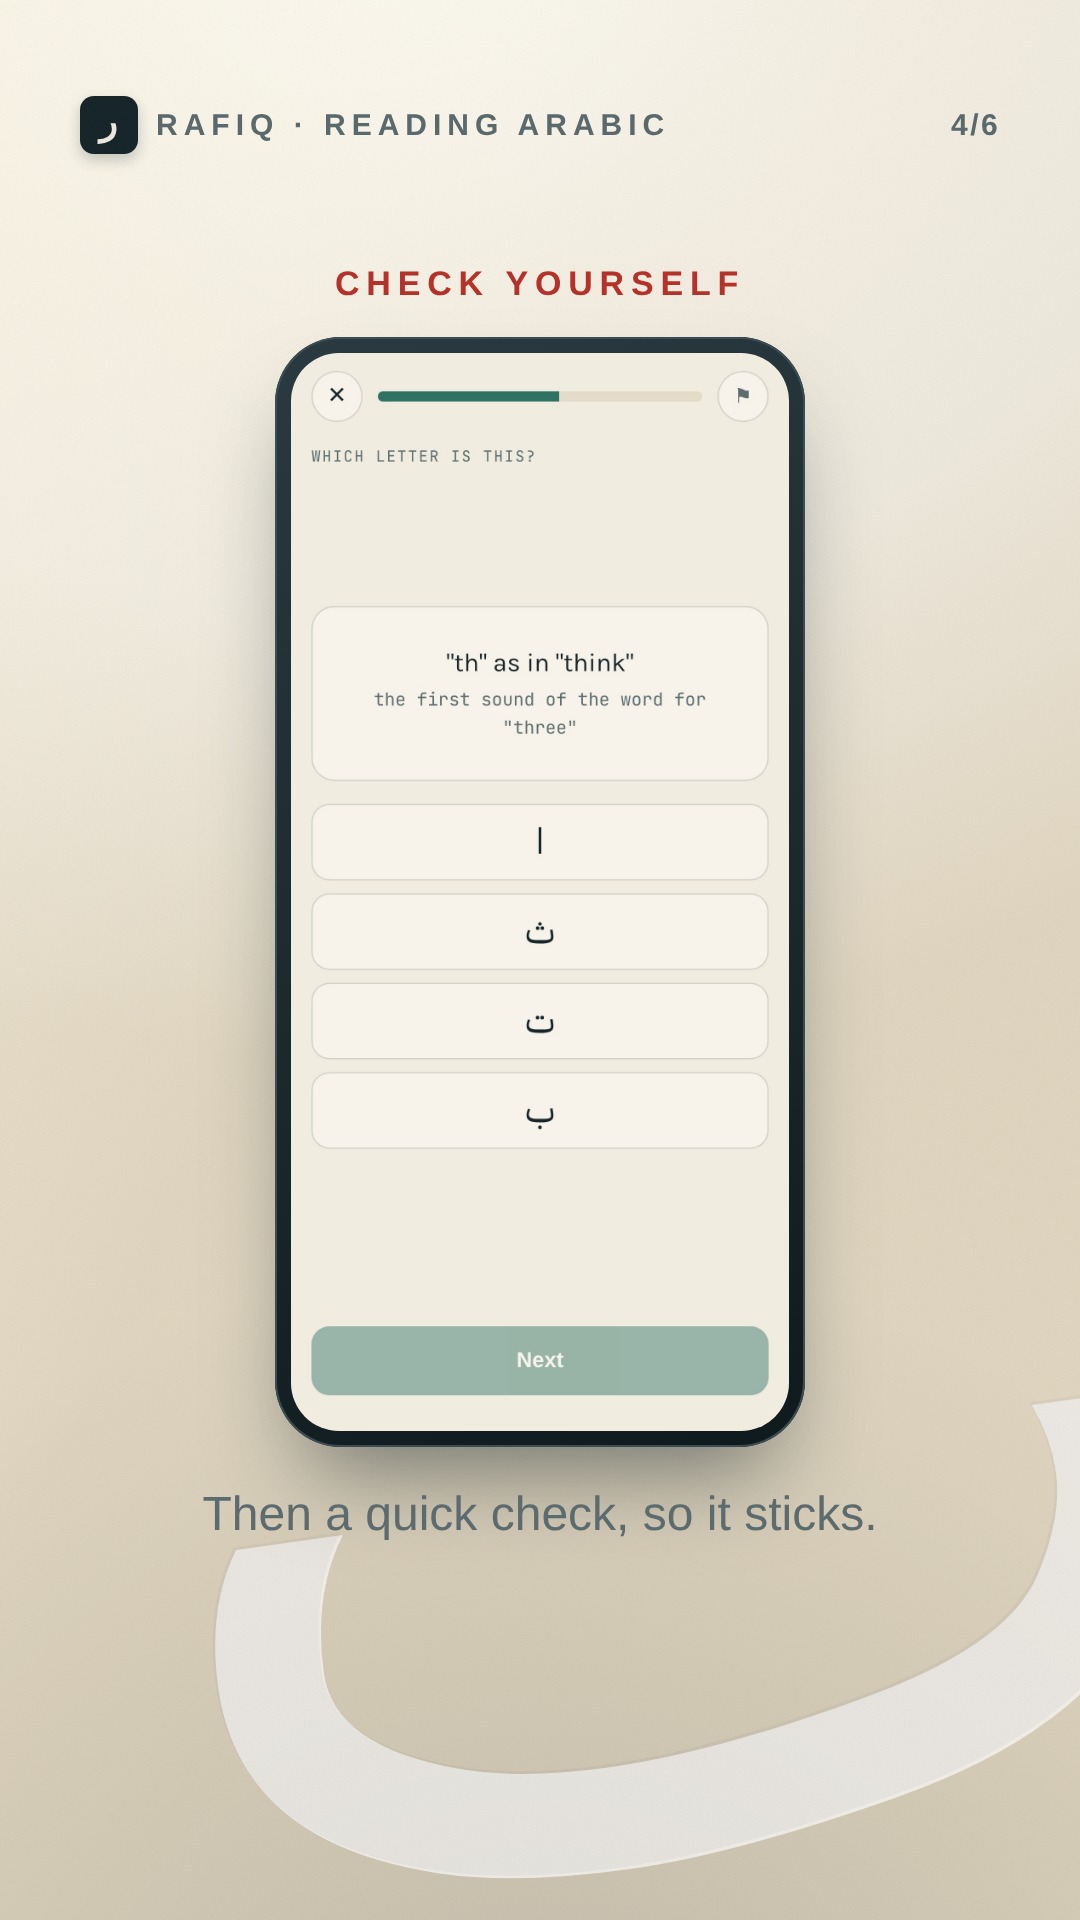 ر
RAFIQ · READING ARABIC
4/6
CHECK YOURSELF
WHICH LETTER IS THIS?
"th" as in "think"
the first sound of the word for
"three"
ا
ث
ت
ب
Next
Then a quick check, so it sticks.